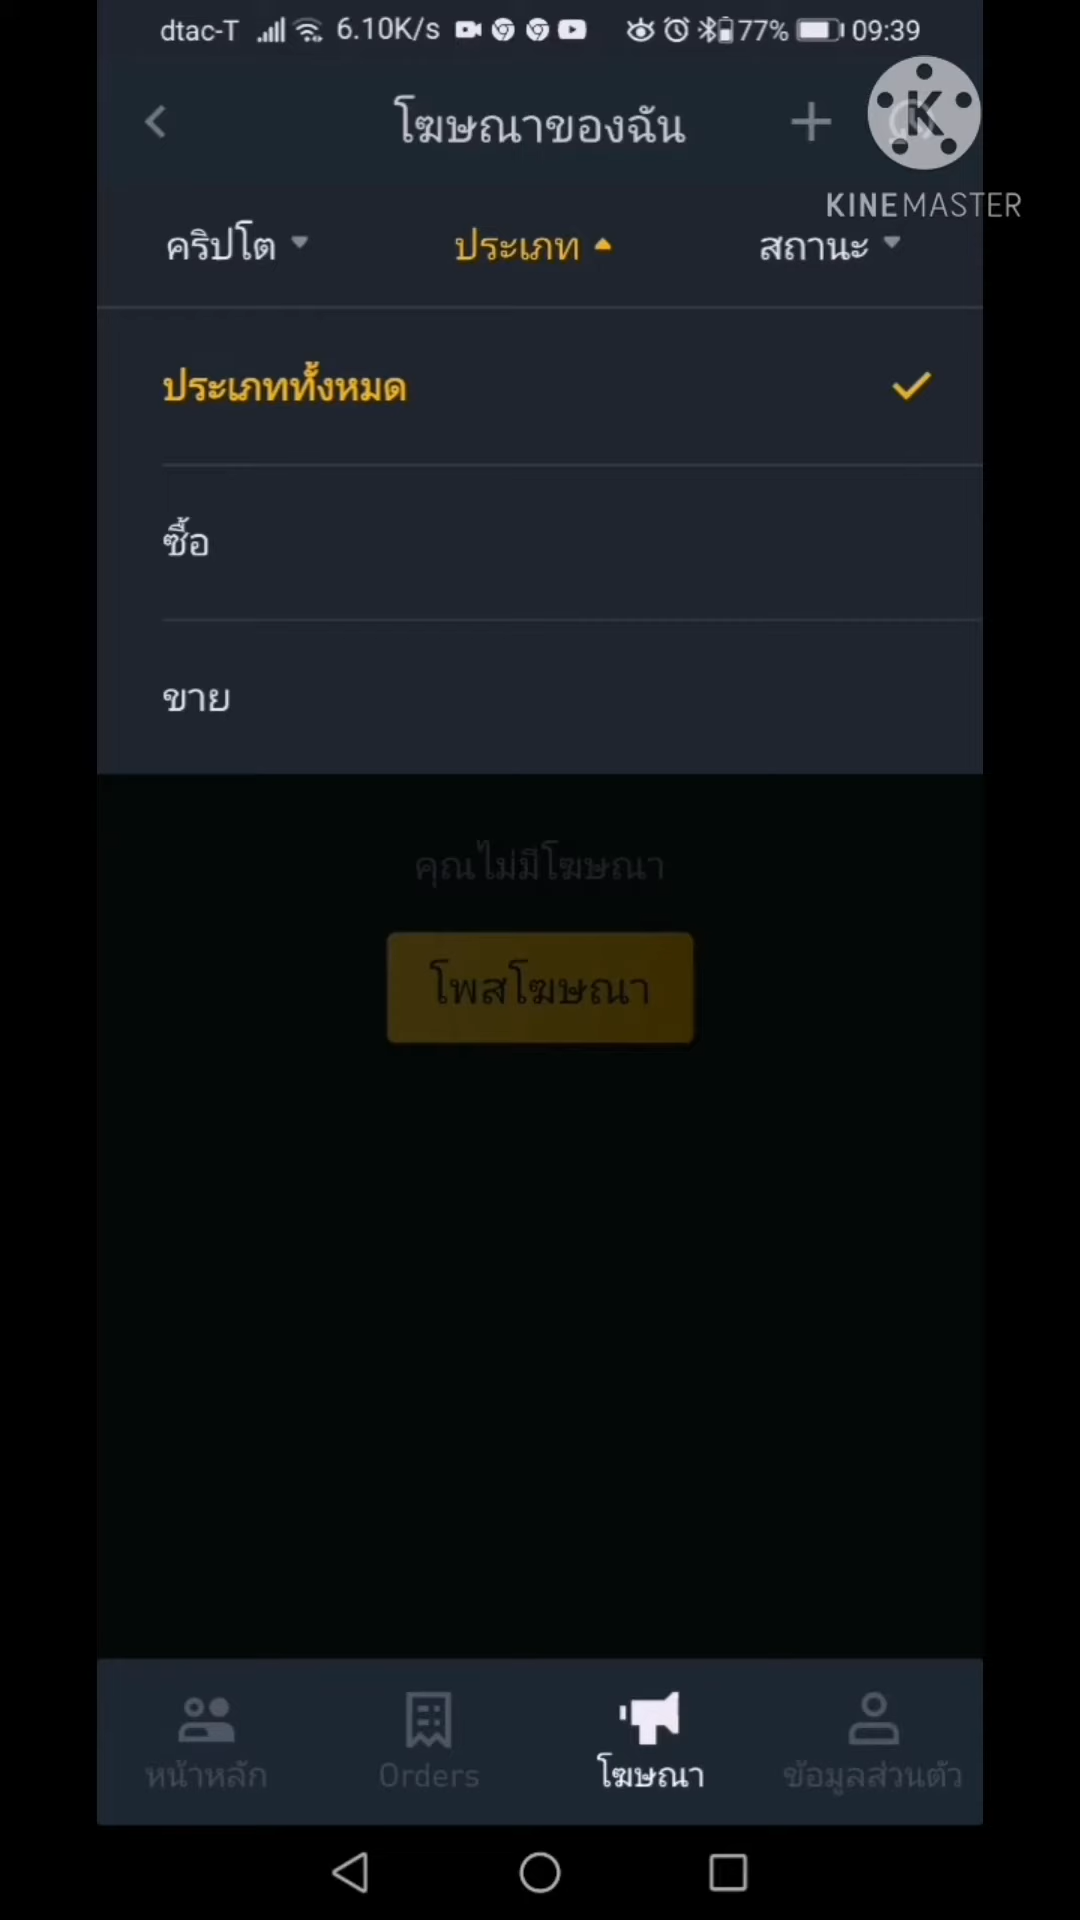 dtac-T 6.10K/s 77% 09:39
โฆษณาของฉัน
KINEMASTER
คริปโต ประเภท สถานะ
ประเภททั้งหมด
ซื้อ
ขาย
คุณไม่มีโฆษณา
โพสโฆษณา
หน้าหลัก Orders โฆษณา ข้อมูลส่วนตัว